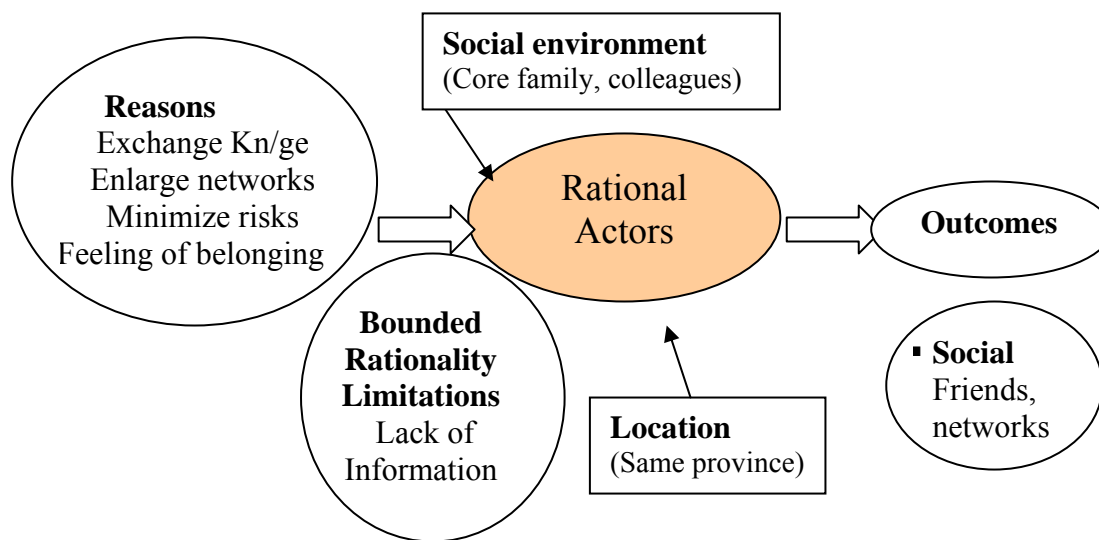 Social environment
(Core family, colleagues)
Reasons
Exchange Kn/ge
Enlarge networks
Minimize risks
Feeling of belonging
Rational
Actors
Outcomes
Bounded
Rationality
Limitations
Lack of
Information
Location
(Same province)
▪ Social
Friends,
networks